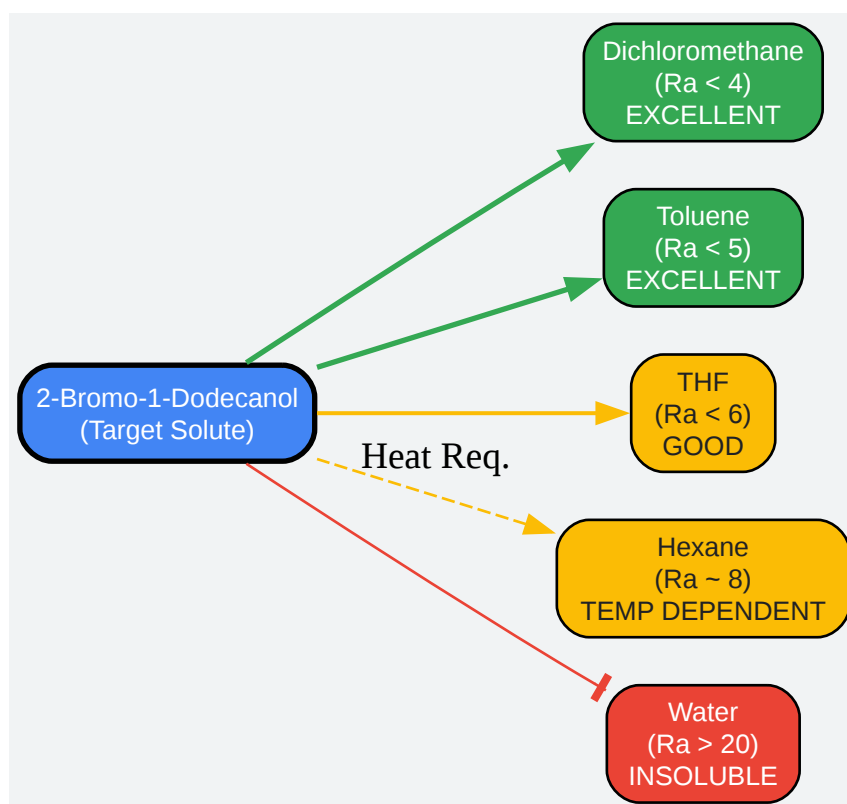 Dichloromethane
(Ra < 4)
EXCELLENT
Toluene
(Ra < 5)
EXCELLENT
2-Bromo-1-Dodecanol
(Target Solute)
THF
(Ra < 6)
GOOD
Heat Req.
Hexane
(Ra ~ 8)
TEMP DEPENDENT
Water
(Ra > 20)
INSOLUBLE